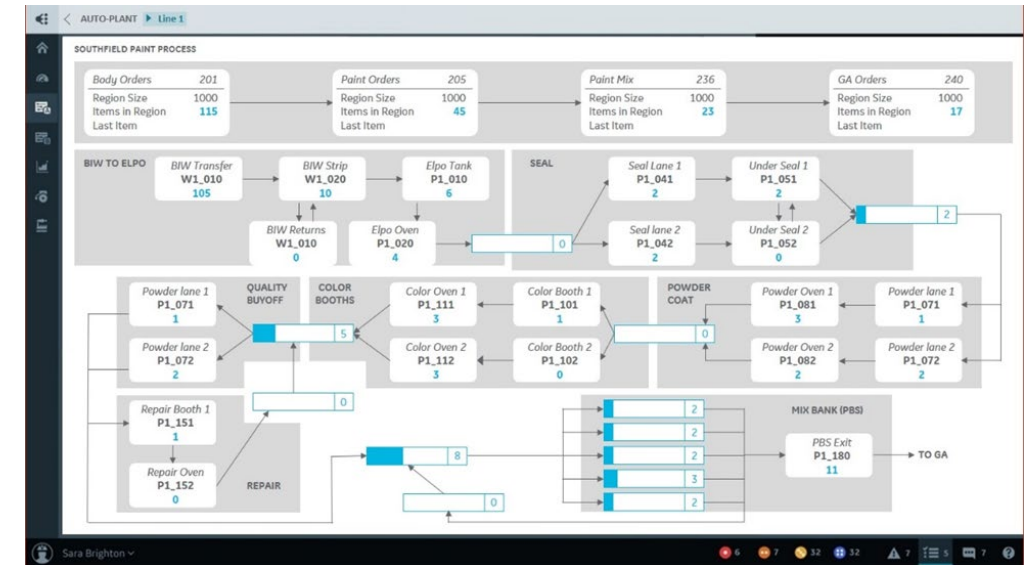 AUTO-PLANT Line 1
SOUTHFIELD PAINT PROCESS
Body Orders 201
Region Size 1000
Items in Region 115
Last Item
Paint Orders 205
Region Size 1000
Items in Region 45
Last Item
Paint Mix 236
Region Size 1000
Items in Region 23
Last Item
GA Orders 240
Region Size 1000
Items in Region 17
Last Item
BIW TO ELPO
BIW Transfer
W1_010
105
BIW Strip
W1_020
10
Elpo Tank
P1_010
6
BIW Returns
W1_010
0
Elpo Oven
P1_020
4
0
SEAL
Seal Lane 1
P1_041
2
Under Seal 1
P1_051
2
Seal lane 2
P1_042
2
Under Seal 2
P1_052
0
2
QUALITY
BUYOFF
Powder lane 1
P1_071
1
Powder lane 2
P1_072
2
5
COLOR
BOOTHS
Color Oven 1
P1_111
3
Color Booth 1
P1_101
1
Color Oven 2
P1_112
3
Color Booth 2
P1_102
0
0
POWDER
COAT
Powder Oven 1
P1_081
3
Powder lane 1
P1_071
1
Powder Oven 2
P1_082
2
Powder lane 2
P1_072
2
0
Repair Booth 1
P1_151
1
Repair Oven
P1_152
0
REPAIR
8
0
2
2
2
3
2
MIX BANK (PBS)
PBS Exit
P1_180
11
TO GA
Sara Brighton
6 7 32 32 7 5 7